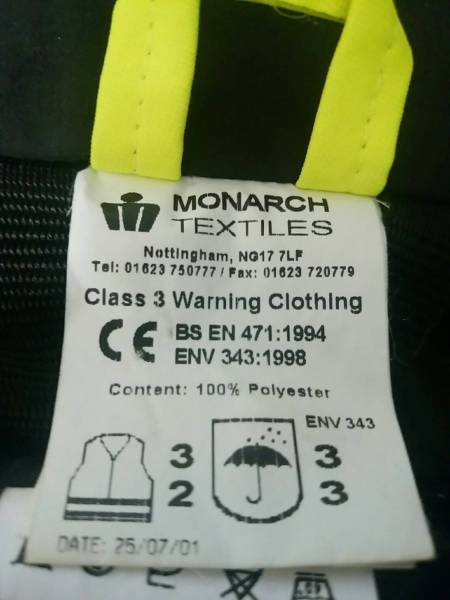 MONARCH
TEXTILES
Nottingham, NG17 7LF
Tel: 01623 750777 / Fax: 01623 720779
Class 3 Warning Clothing
CE BS EN 471:1994
ENV 343:1998
Content: 100% Polyester
ENV 343
3 3
2 3
DATE: 25/07/01